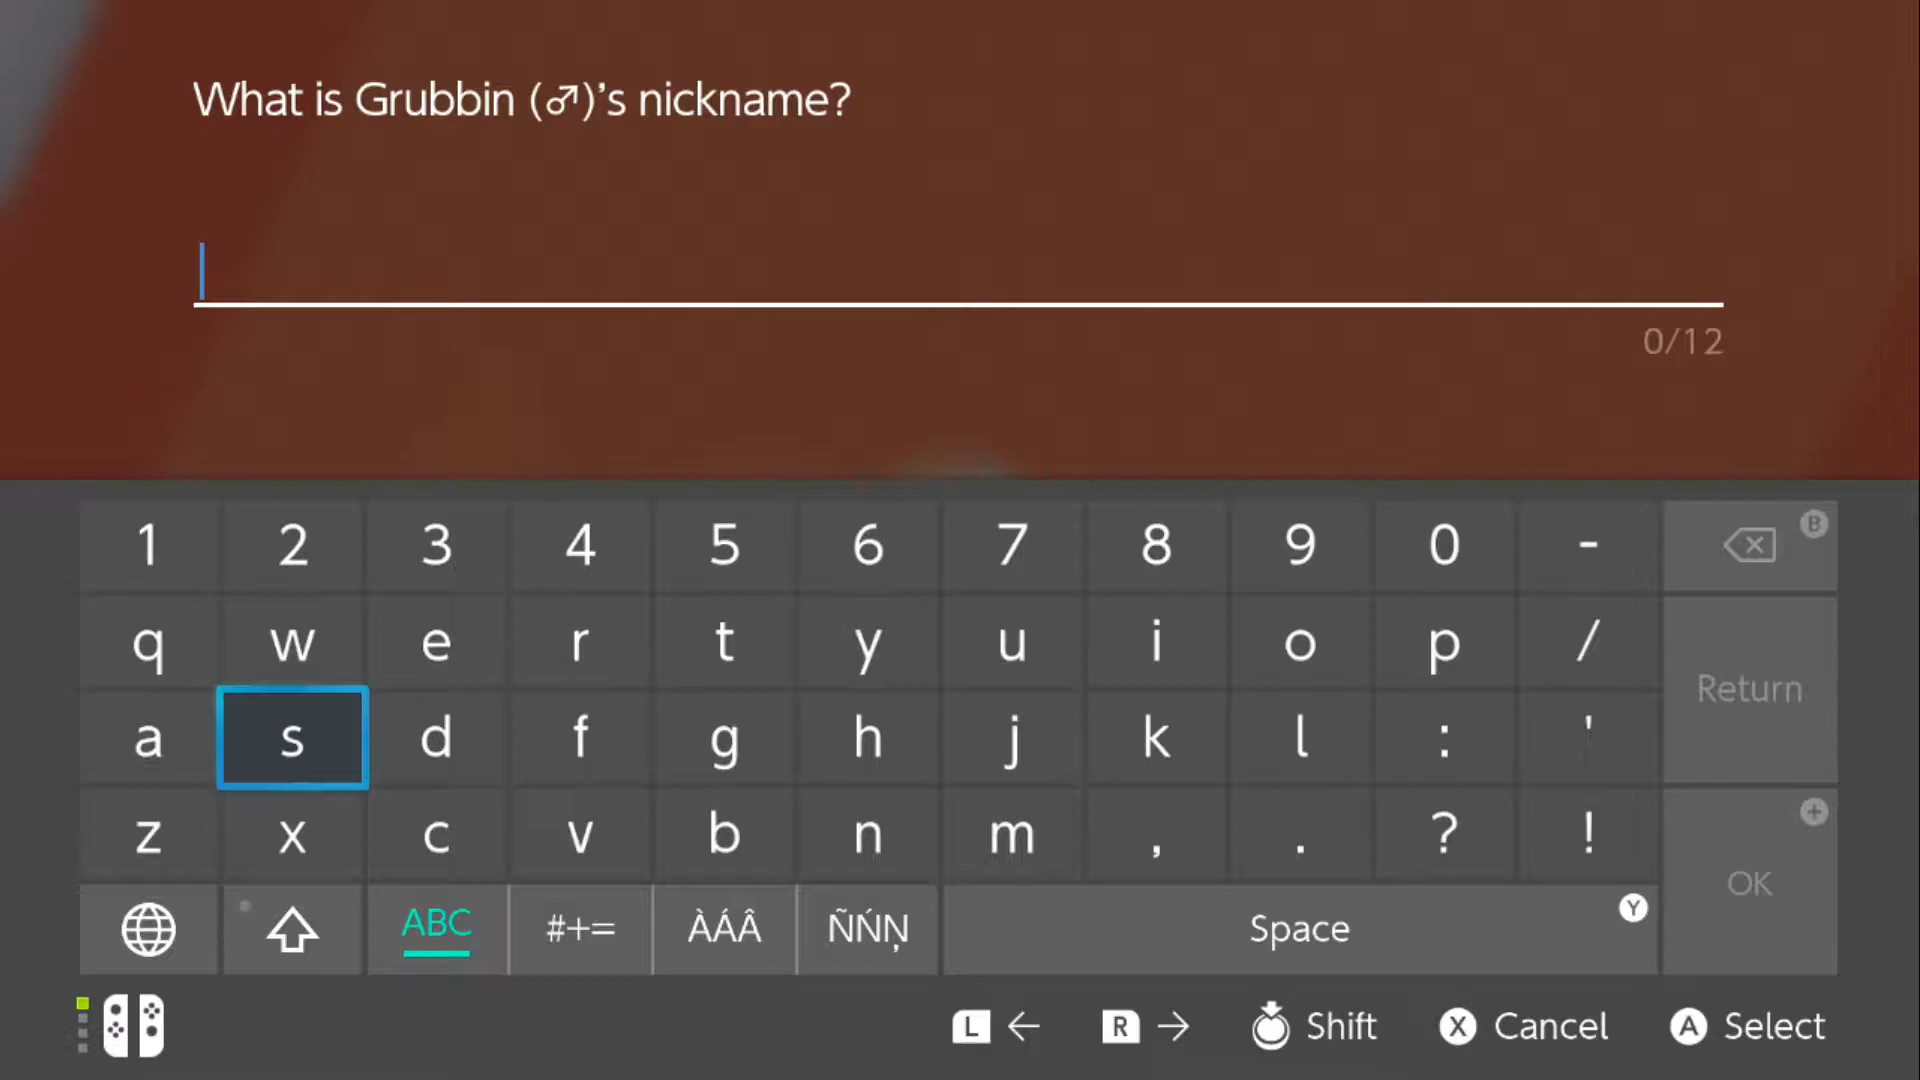 What is Grubbin (♂)’s nickname?
0/12
1 2 3 4 5 6 7 8 9 0 - B
q w e r t y u i o p / Return
a s d f g h j k l : '
z x c v b n m , . ? ! + OK
ABC #+= ÀÁÂ ÑŃŅ Space Y
L ← R → Shift X Cancel A Select